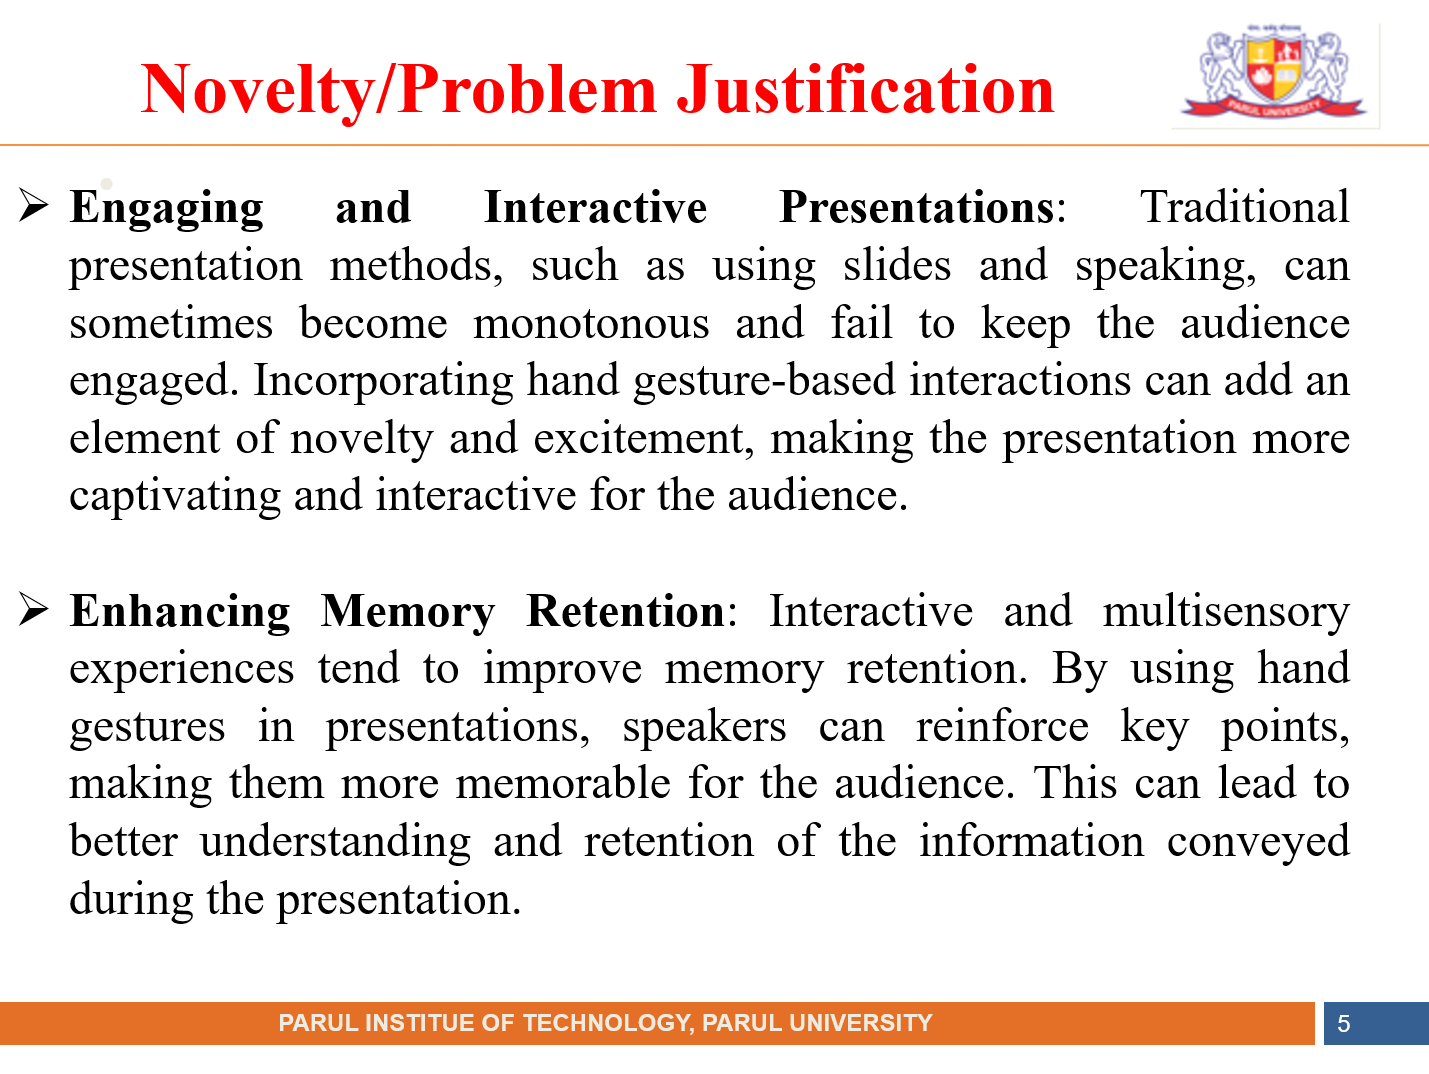 Novelty/Problem Justification
PARUL UNIVERSITY
➢ Engaging and Interactive Presentations: Traditional
presentation methods, such as using slides and speaking, can
sometimes become monotonous and fail to keep the audience
engaged. Incorporating hand gesture-based interactions can add an
element of novelty and excitement, making the presentation more
captivating and interactive for the audience.
➢ Enhancing Memory Retention: Interactive and multisensory
experiences tend to improve memory retention. By using hand
gestures in presentations, speakers can reinforce key points,
making them more memorable for the audience. This can lead to
better understanding and retention of the information conveyed
during the presentation.
PARUL INSTITUE OF TECHNOLOGY, PARUL UNIVERSITY
5